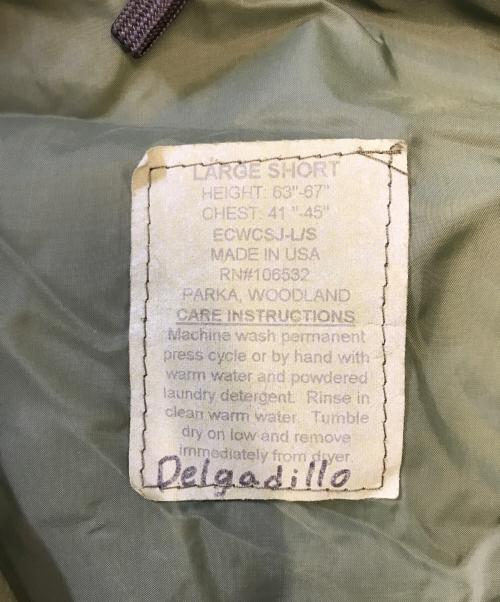 LARGE SHORT
HEIGHT: 63"-67"
CHEST: 41 "-45"
ECWCSJ-L/S
MADE IN USA
RN#106532
PARKA, WOODLAND
CARE INSTRUCTIONS
Machine wash permanent
press cycle or by hand with
warm water and powdered
laundry detergent. Rinse in
clean warm water. Tumble
dry on low and remove
immediately from dryer.
Delgadillo